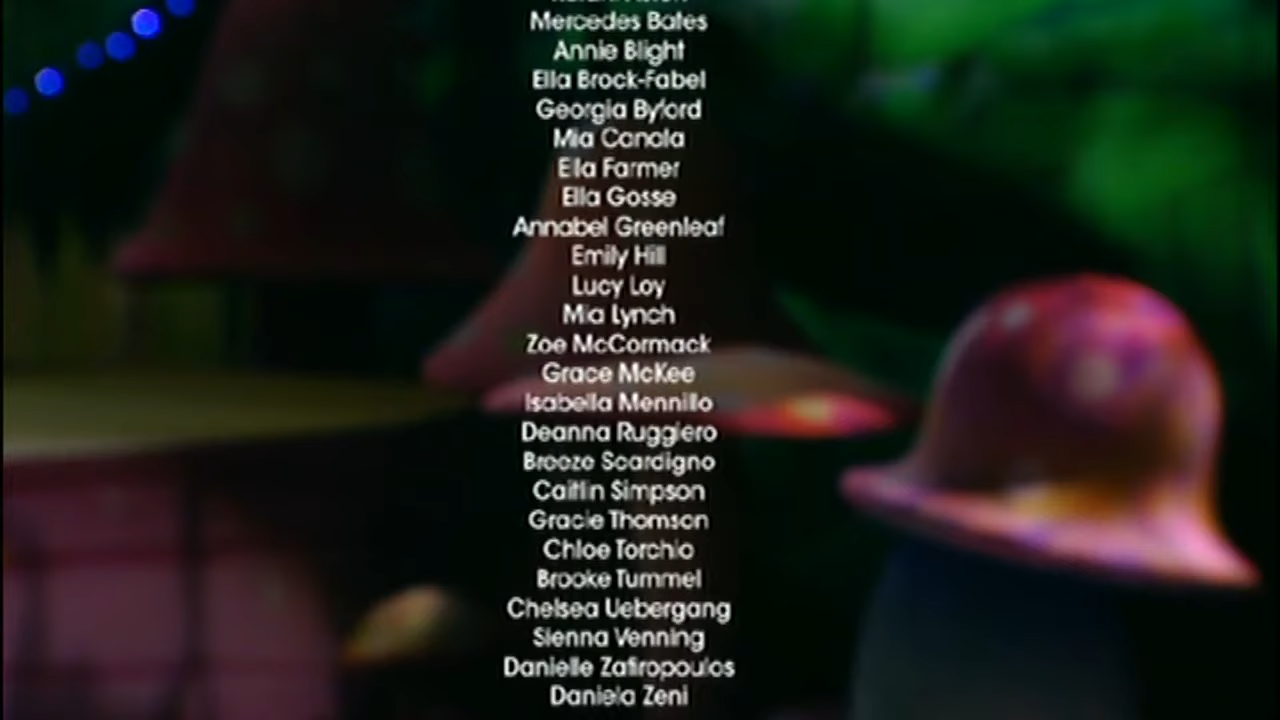 Mercedes Bates
Annie Blight
Ella Brock-Fabel
Georgia Byford
Mia Canala
Ella Farmer
Ella Gosse
Annabel Greenleaf
Emily Hill
Lucy Loy
Mia Lynch
Zoe McCormack
Grace McKee
Isabella Mennillo
Deanna Ruggiero
Breeze Scardigno
Caitlin Simpson
Gracie Thomson
Chloe Torchio
Brooke Tummel
Chelsea Uebergang
Sienna Venning
Danielle Zafiropoulos
Daniela Zeni